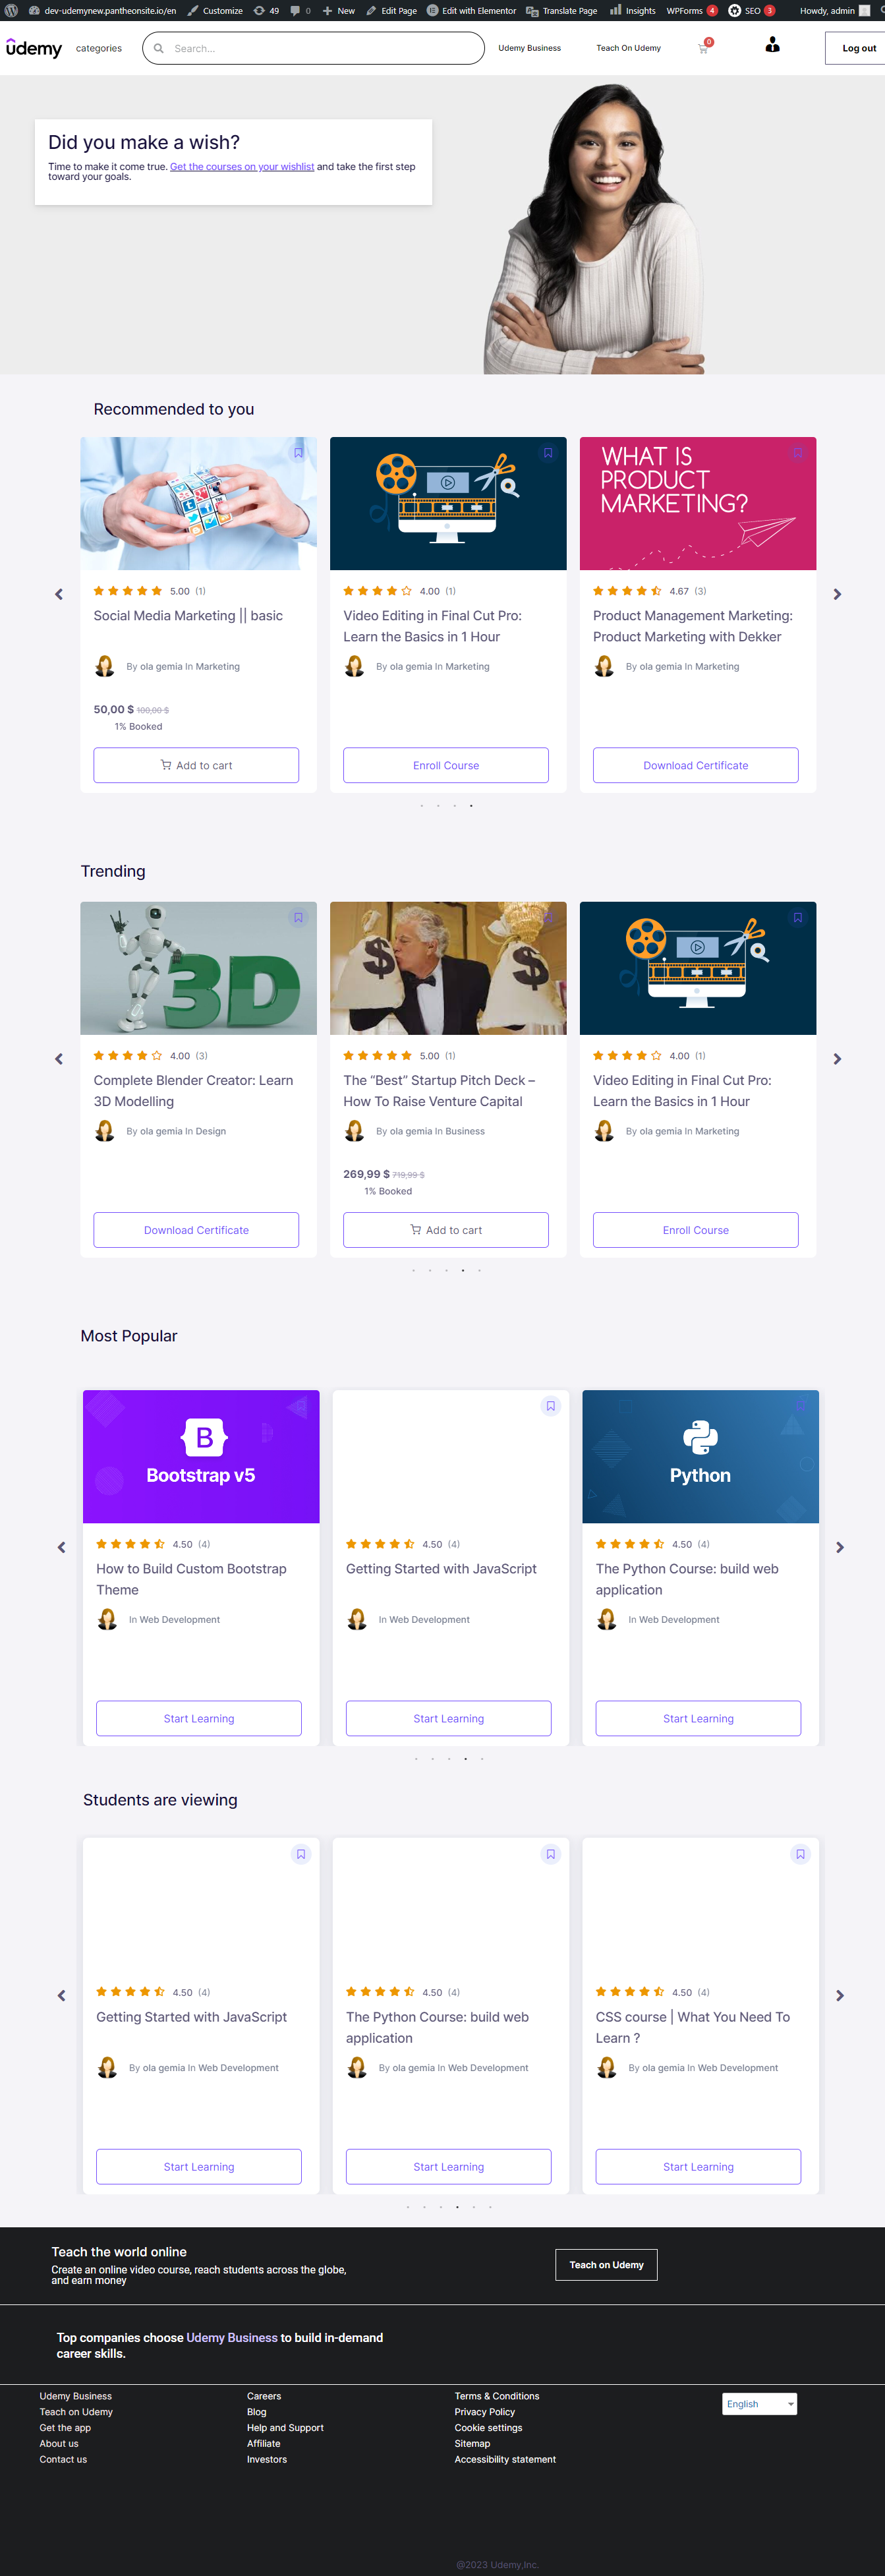 dev-udemynew.pantheonsite.io/en Customize 49 0 New Edit Page Edit with Elementor Translate Page Insights WPForms 4 SEO 3 Howdy, admin
udemy categories Search... Udemy Business Teach On Udemy 0 Log out
Did you make a wish?
Time to make it come true. Get the courses on your wishlist and take the first step
toward your goals.
Recommended to you
WHAT IS
PRODUCT
MARKETING?
5.00 (1)
Social Media Marketing || basic
By ola gemia In Marketing
50,00 $ 100,00 $
1% Booked
Add to cart
4.00 (1)
Video Editing in Final Cut Pro:
Learn the Basics in 1 Hour
By ola gemia In Marketing
Enroll Course
4.67 (3)
Product Management Marketing:
Product Marketing with Dekker
By ola gemia In Marketing
Download Certificate
Trending
3D
$ $
4.00 (3)
Complete Blender Creator: Learn
3D Modelling
By ola gemia In Design
Download Certificate
5.00 (1)
The “Best” Startup Pitch Deck –
How To Raise Venture Capital
By ola gemia In Business
269,99 $ 719,99 $
1% Booked
Add to cart
4.00 (1)
Video Editing in Final Cut Pro:
Learn the Basics in 1 Hour
By ola gemia In Marketing
Enroll Course
Most Popular
B
Bootstrap v5
4.50 (4)
How to Build Custom Bootstrap
Theme
In Web Development
Start Learning
4.50 (4)
Getting Started with JavaScript
In Web Development
Start Learning
Python
4.50 (4)
The Python Course: build web
application
In Web Development
Start Learning
Students are viewing
4.50 (4)
Getting Started with JavaScript
By ola gemia In Web Development
Start Learning
4.50 (4)
The Python Course: build web
application
By ola gemia In Web Development
Start Learning
4.50 (4)
CSS course | What You Need To
Learn ?
By ola gemia In Web Development
Start Learning
Teach the world online
Create an online video course, reach students across the globe,
and earn money
Teach on Udemy
Top companies choose Udemy Business to build in-demand
career skills.
Udemy Business
Teach on Udemy
Get the app
About us
Contact us
Careers
Blog
Help and Support
Affiliate
Investors
Terms & Conditions
Privacy Policy
Cookie settings
Sitemap
Accessibility statement
English
@2023 Udemy,Inc.